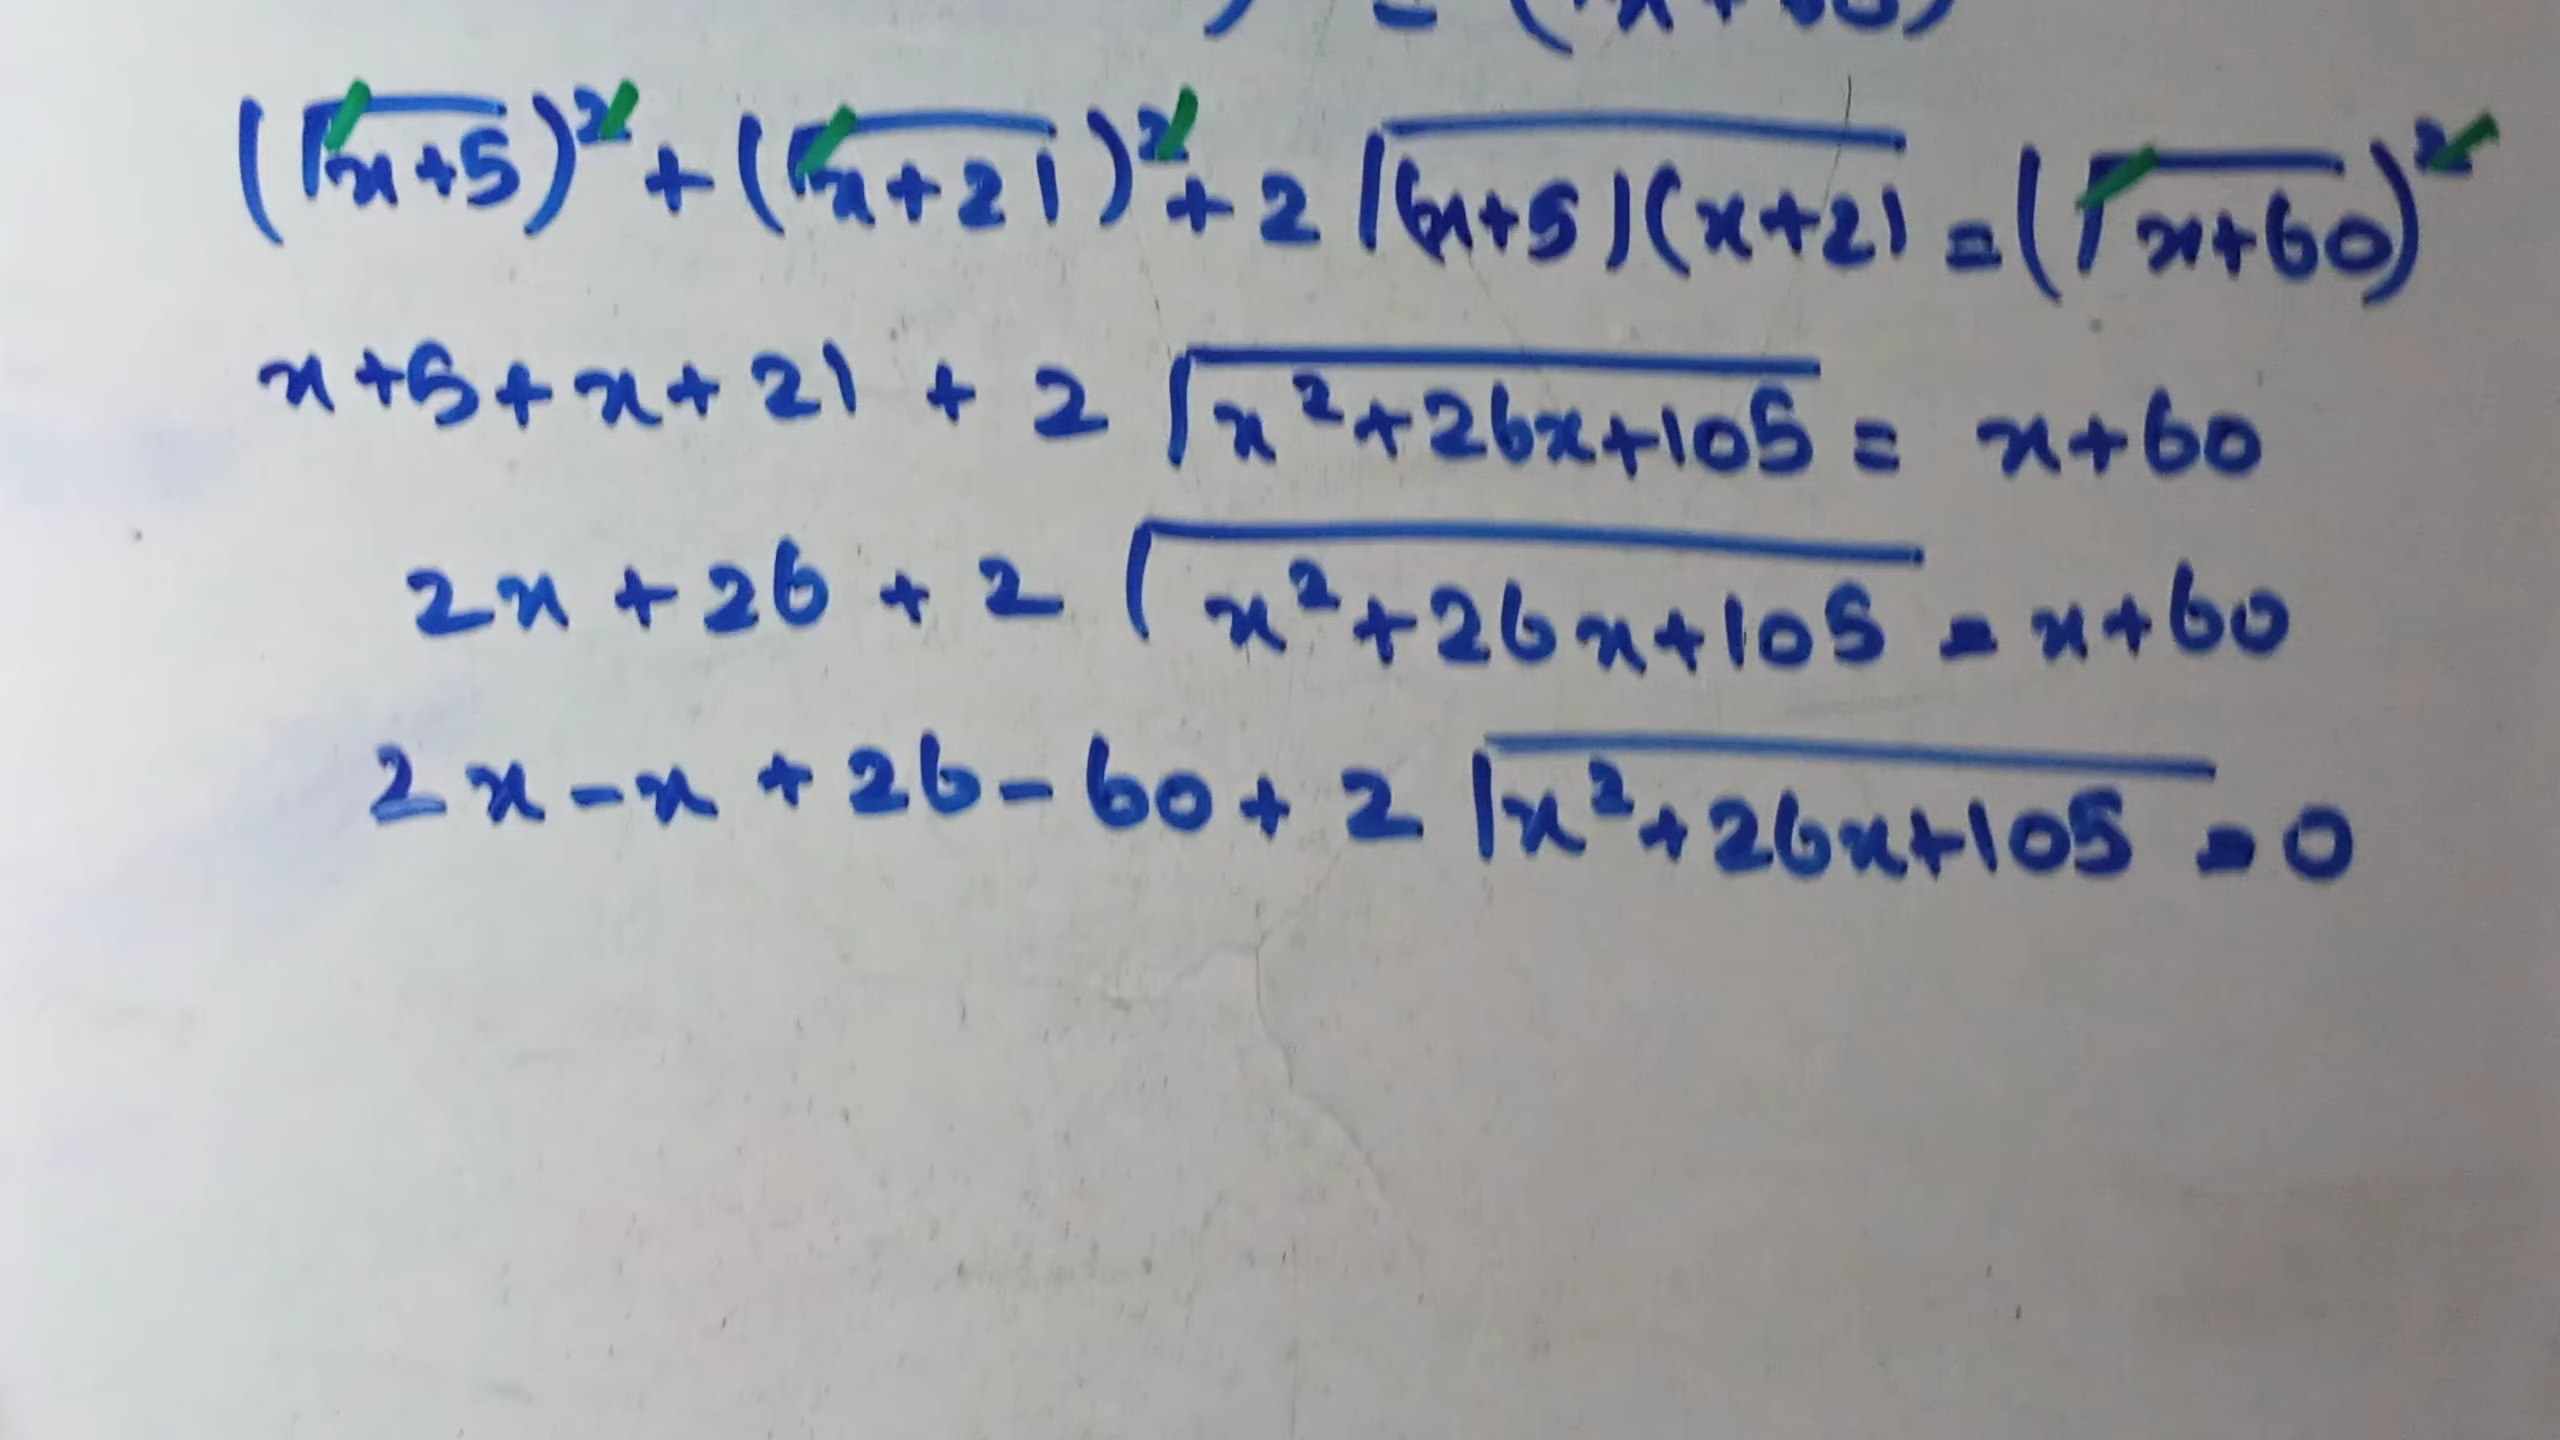 ) = (√x+60)
(√x+5)² + (√x+21)² + 2 √(x+5)(x+21 = (√x+60)²
x+5+x+21 + 2 √x²+26x+105 = x+60
2x+26 + 2 √x²+26x+105 = x+60
2x-x+26-60+2 √x²+26x+105 = 0